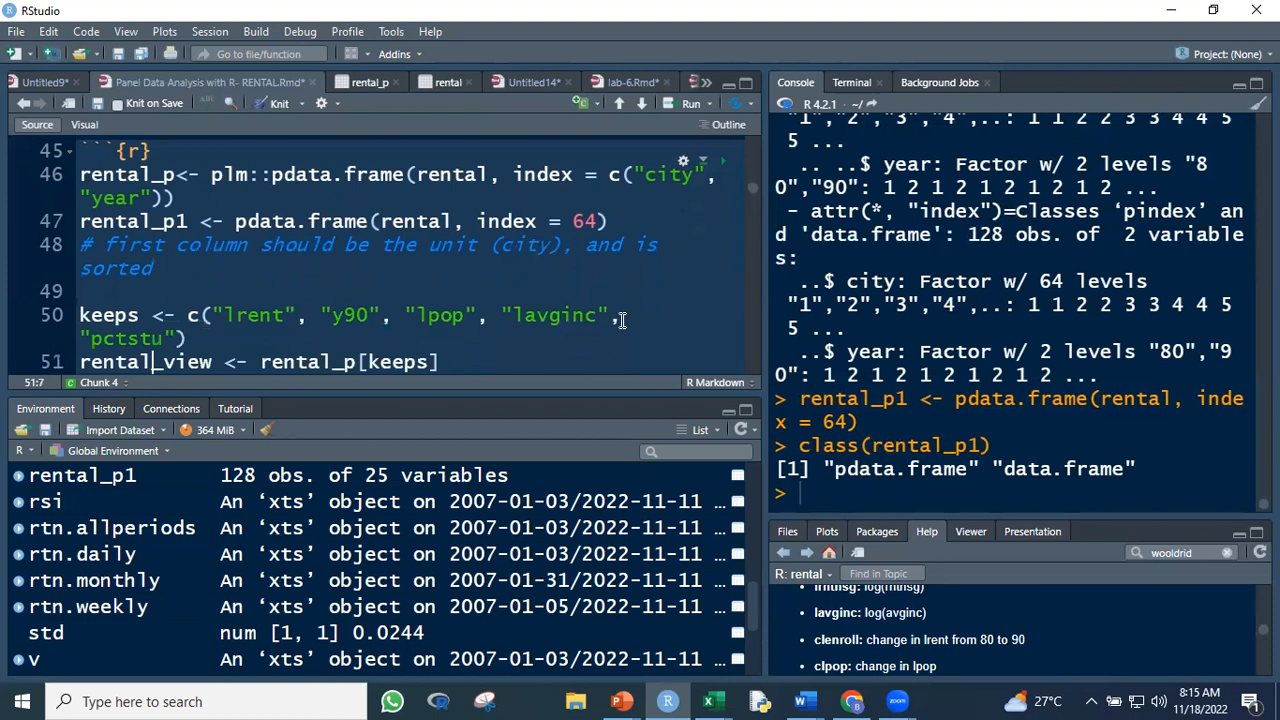 RStudio
File Edit Code View Plots Session Build Debug Profile Tools Help
Go to file/function Addins Project: (None)
Untitled9* Panel Data Analysis with R- RENTAL.Rmd* rental_p rental Untitled14* lab-6.Rmd*
Knit on Save Knit Run
Source Visual Outline
45 ```{r}
46 rental_p<- plm::pdata.frame(rental, index = c("city",
"year"))
47 rental_p1 <- pdata.frame(rental, index = 64)
48 # first column should be the unit (city), and is
sorted
49
50 keeps <- c("lrent", "y90", "lpop", "lavginc",
"pctstu")
51 rental_view <- rental_p[keeps]
51:7 Chunk 4 R Markdown
Environment History Connections Tutorial
Import Dataset 364 MiB List
R Global Environment
rental_p1 128 obs. of 25 variables
rsi An ‘xts’ object on 2007-01-03/2022-11-11 ...
rtn.allperiods An ‘xts’ object on 2007-01-03/2022-11-11 ...
rtn.daily An ‘xts’ object on 2007-01-03/2022-11-11 ...
rtn.monthly An ‘xts’ object on 2007-01-31/2022-11-11 ...
rtn.weekly An ‘xts’ object on 2007-01-05/2022-11-11 ...
std num [1, 1] 0.0244
v An ‘xts’ object on 2007-01-03/2022-11-11 ...
Console Terminal Background Jobs
R 4.2.1 · ~/
"1","2","3","4",..: 1 1 2 2 3 3 4 4 5
5 ...
.. ..$ year: Factor w/ 2 levels "8
0","90": 1 2 1 2 1 2 1 2 1 2 ...
- attr(*, "index")=Classes ‘pindex’ an
d 'data.frame': 128 obs. of 2 variable
s:
..$ city: Factor w/ 64 levels
"1","2","3","4",..: 1 1 2 2 3 3 4 4 5
5 ...
..$ year: Factor w/ 2 levels "80","9
0": 1 2 1 2 1 2 1 2 1 2 ...
> rental_p1 <- pdata.frame(rental, inde
x = 64)
> class(rental_p1)
[1] "pdata.frame" "data.frame"
>
Files Plots Packages Help Viewer Presentation
wooldrid
R: rental Find in Topic
lavginc: log(avginc)
clenroll: change in lrent from 80 to 90
clpop: change in lpop
Type here to search
27°C
8:15 AM
11/18/2022